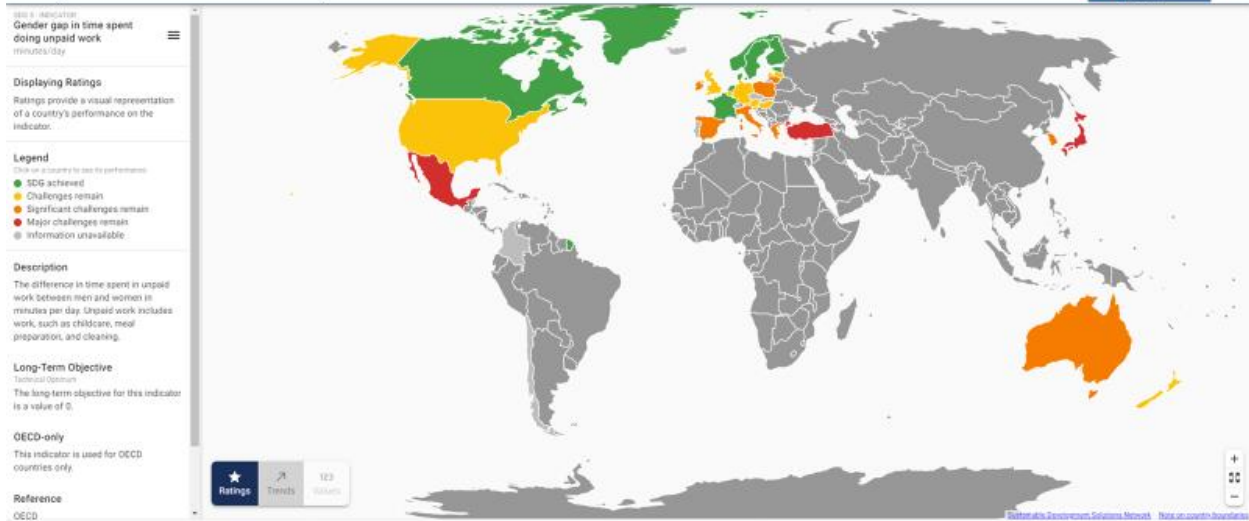 SDG 5 - INDICATOR
Gender gap in time spent
doing unpaid work
minutes/day
Displaying Ratings
Ratings provide a visual representation
of a country's performance on the
indicator.
Legend
Click on a country to see its performance
SDG achieved
Challenges remain
Significant challenges remain
Major challenges remain
Information unavailable
Description
The difference in time spent in unpaid
work between men and women in
minutes per day. Unpaid work includes
work, such as childcare, meal
preparation, and cleaning.
Long-Term Objective
Technical Optimum
The long-term objective for this indicator
is a value of 0.
OECD-only
This indicator is used for OECD
countries only.
Reference
OECD
Ratings
Trends
123
Values
+
−
Sustainable Development Solutions Network
Note on country boundaries